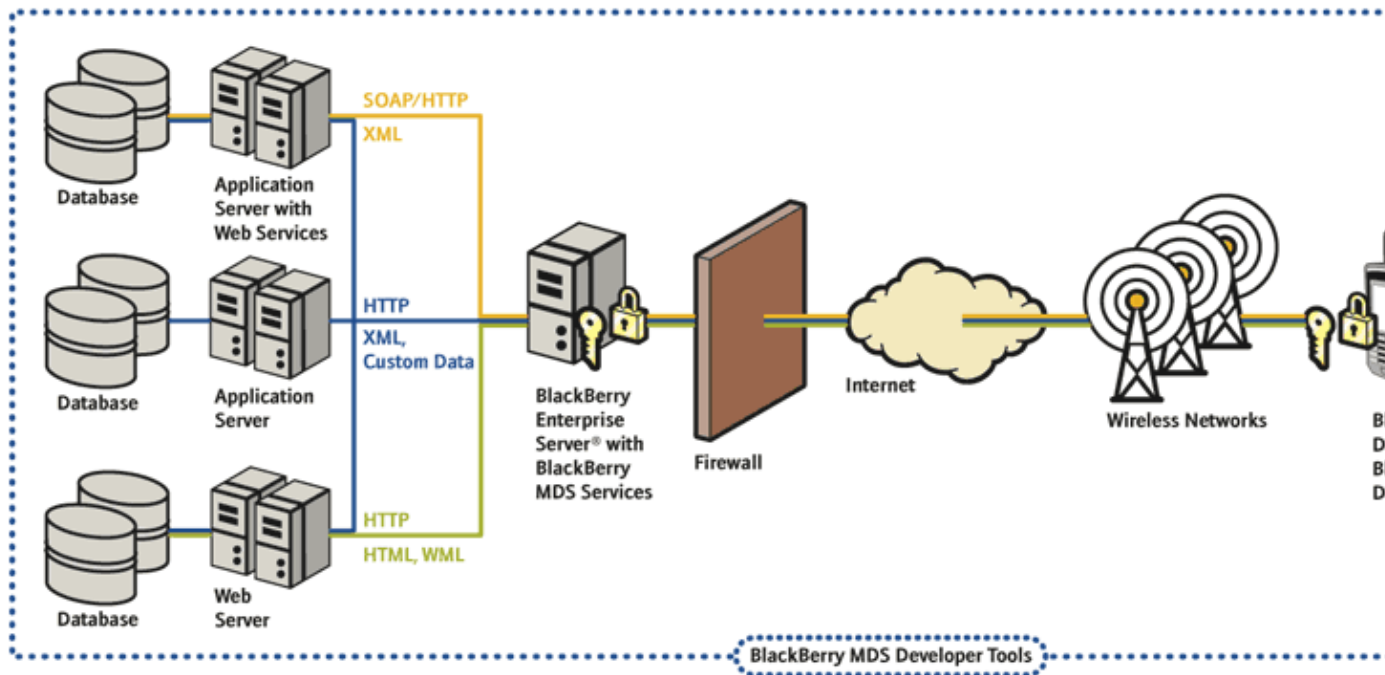 SOAP/HTTP
XML
Database
Application
Server with
Web Services
HTTP
XML,
Custom Data
Database
Application
Server
BlackBerry
Enterprise
Server® with
BlackBerry
MDS Services
Firewall
Internet
Wireless Networks
HTTP
HTML, WML
Database
Web
Server
BlackBerry MDS Developer Tools